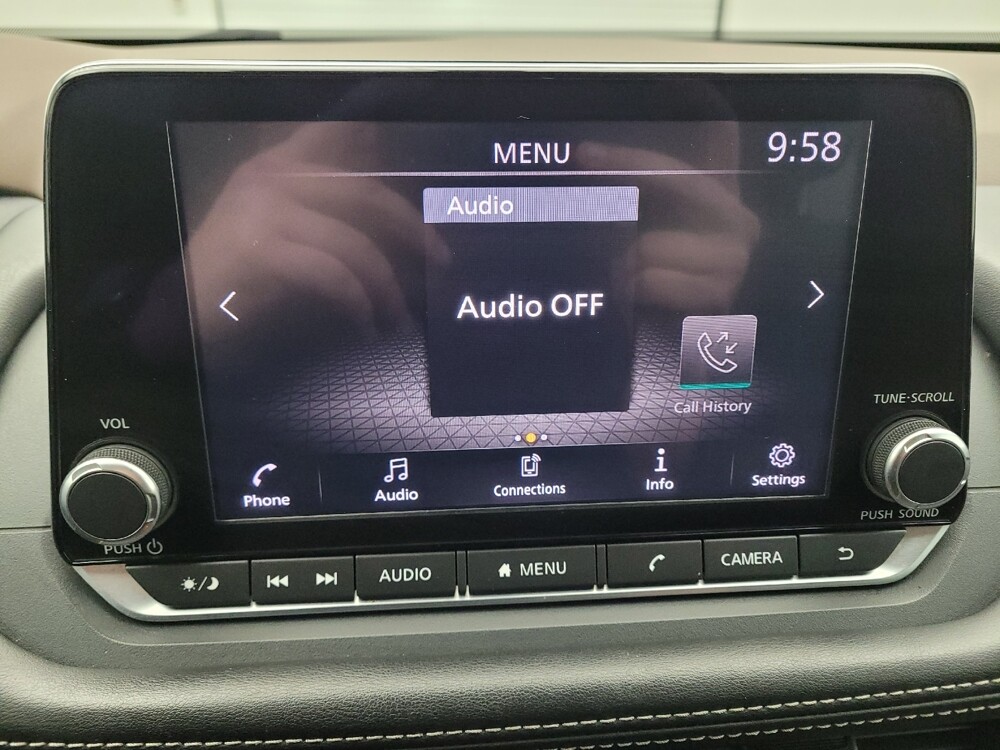 MENU
9:58
Audio
Audio OFF
Call History
Phone
Audio
Connections
Info
Settings
VOL
PUSH
TUNE·SCROLL
PUSH SOUND
AUDIO
MENU
CAMERA